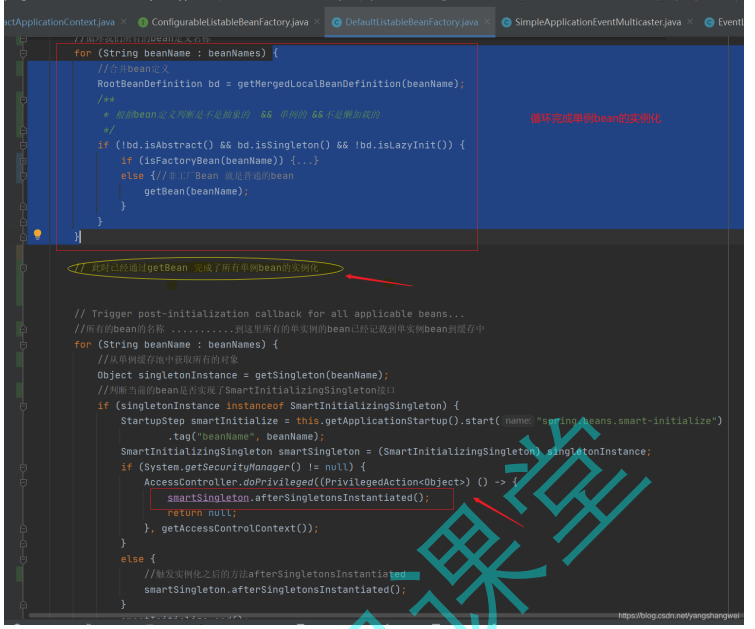 actApplicationContext.java × ConfigurableListableBeanFactory.java × DefaultListableBeanFactory.java × SimpleApplicationEventMulticaster.java × EventL
for (String beanName : beanNames) {
//合并bean定义
RootBeanDefinition bd = getMergedLocalBeanDefinition(beanName);
/**
* 根据bean定义判断是不是抽象的 && 单例的 &&不是懒加载的
循环完成单例bean的实例化
*/
if (!bd.isAbstract() && bd.isSingleton() && !bd.isLazyInit()) {
if (isFactoryBean(beanName)) {...}
else {//非工厂Bean 就是普通的bean
getBean(beanName);
}
}
}
// 此时已经通过getBean 完成了所有单例bean的实例化
// Trigger post-initialization callback for all applicable beans...
//所有的bean的名称 ...........到这里所有的单实例的bean已经记载到单实例bean到缓存中
for (String beanName : beanNames) {
//从单例缓存池中获取所有的对象
Object singletonInstance = getSingleton(beanName);
//判断当前的bean是否实现了SmartInitializingSingleton接口
if (singletonInstance instanceof SmartInitializingSingleton) {
StartupStep smartInitialize = this.getApplicationStartup().start( name: "spring.beans.smart-initialize")
.tag("beanName", beanName);
SmartInitializingSingleton smartSingleton = (SmartInitializingSingleton) singletonInstance;
if (System.getSecurityManager() != null) {
AccessController.doPrivileged((PrivilegedAction<Object>) () -> {
smartSingleton.afterSingletonsInstantiated();
return null;
}, getAccessControlContext());
}
else {
//触发实例化之后的方法afterSingletonsInstantiated
smartSingleton.afterSingletonsInstantiated();
}
课堂
https://blog.csdn.net/yangshangwei